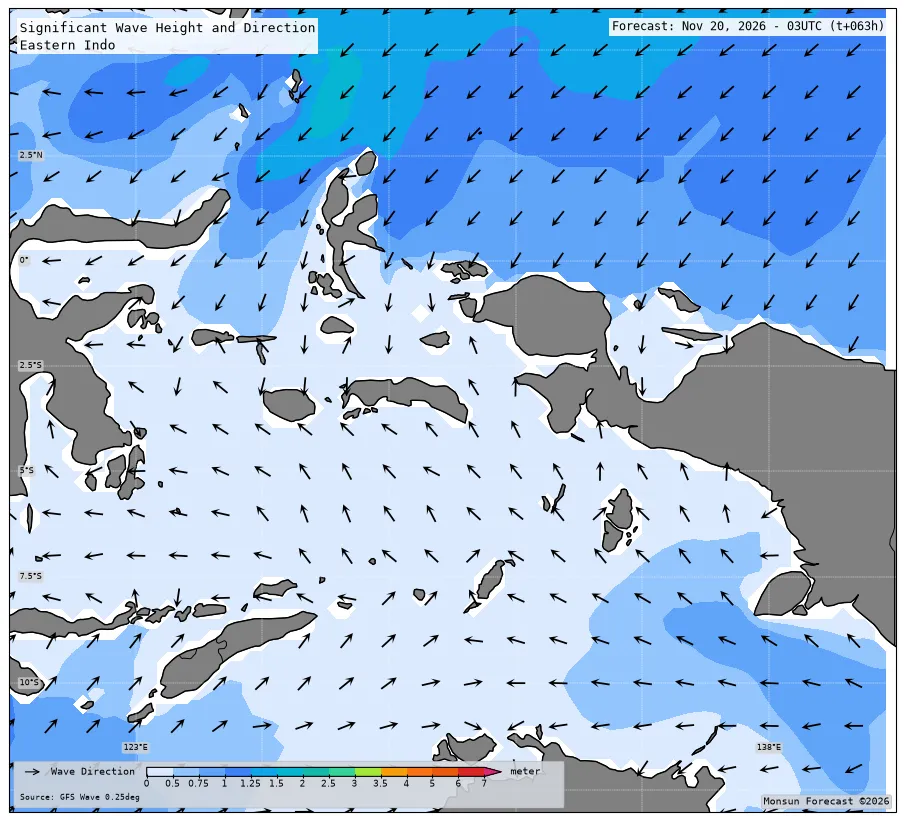 Significant Wave Height and Direction
Eastern Indo
Forecast: Nov 20, 2026 - 03UTC (t+063h)
2.5°N
0°
2.5°S
5°S
7.5°S
10°S
123°E
138°E
Wave Direction
0 0.5 0.75 1 1.25 1.5 2 2.5 3 3.5 4 5 6 7
meter
Source: GFS Wave 0.25deg
Monsun Forecast ©2026